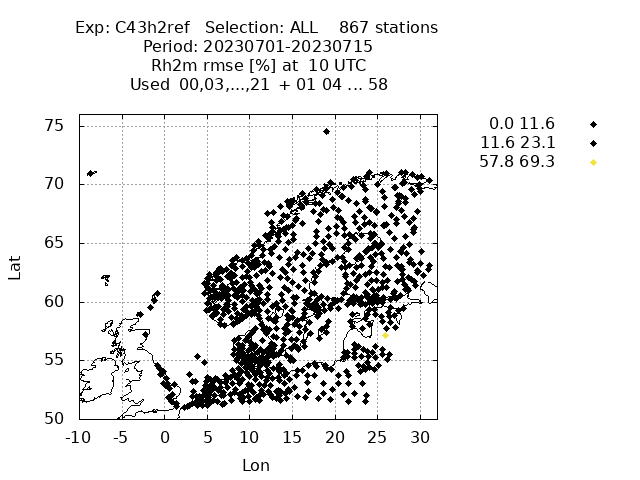 Exp: C43h2ref Selection: ALL 867 stations
Period: 20230701-20230715
Rh2m rmse [%] at 10 UTC
Used 00,03,...,21 + 01 04 ... 58
0.0 11.6
11.6 23.1
57.8 69.3
75
70
65
60
55
50
Lat
-10 -5 0 5 10 15 20 25 30
Lon